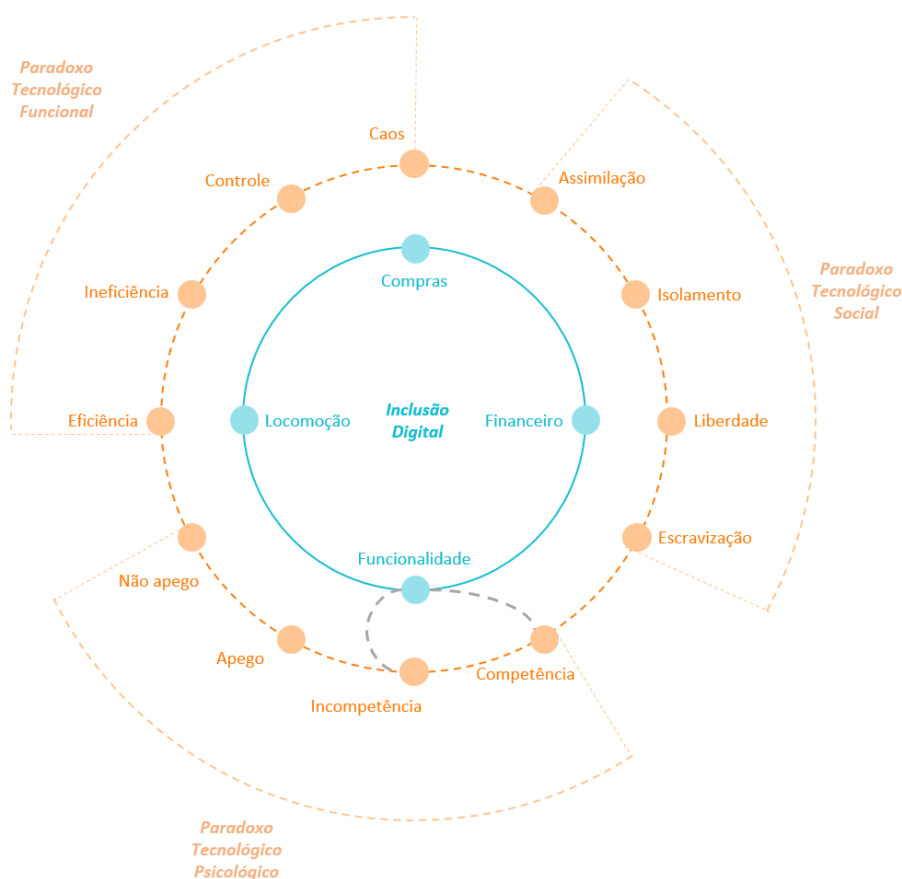 Paradoxo
Tecnológico
Funcional
Caos
Controle
Assimilação
Ineficiência
Compras
Isolamento
Paradoxo
Tecnológico
Social
Eficiência
Locomoção
Inclusão
Digital
Financeiro
Liberdade
Funcionalidade
Escravização
Não apego
Apego
Competência
Incompetência
Paradoxo
Tecnológico
Psicológico